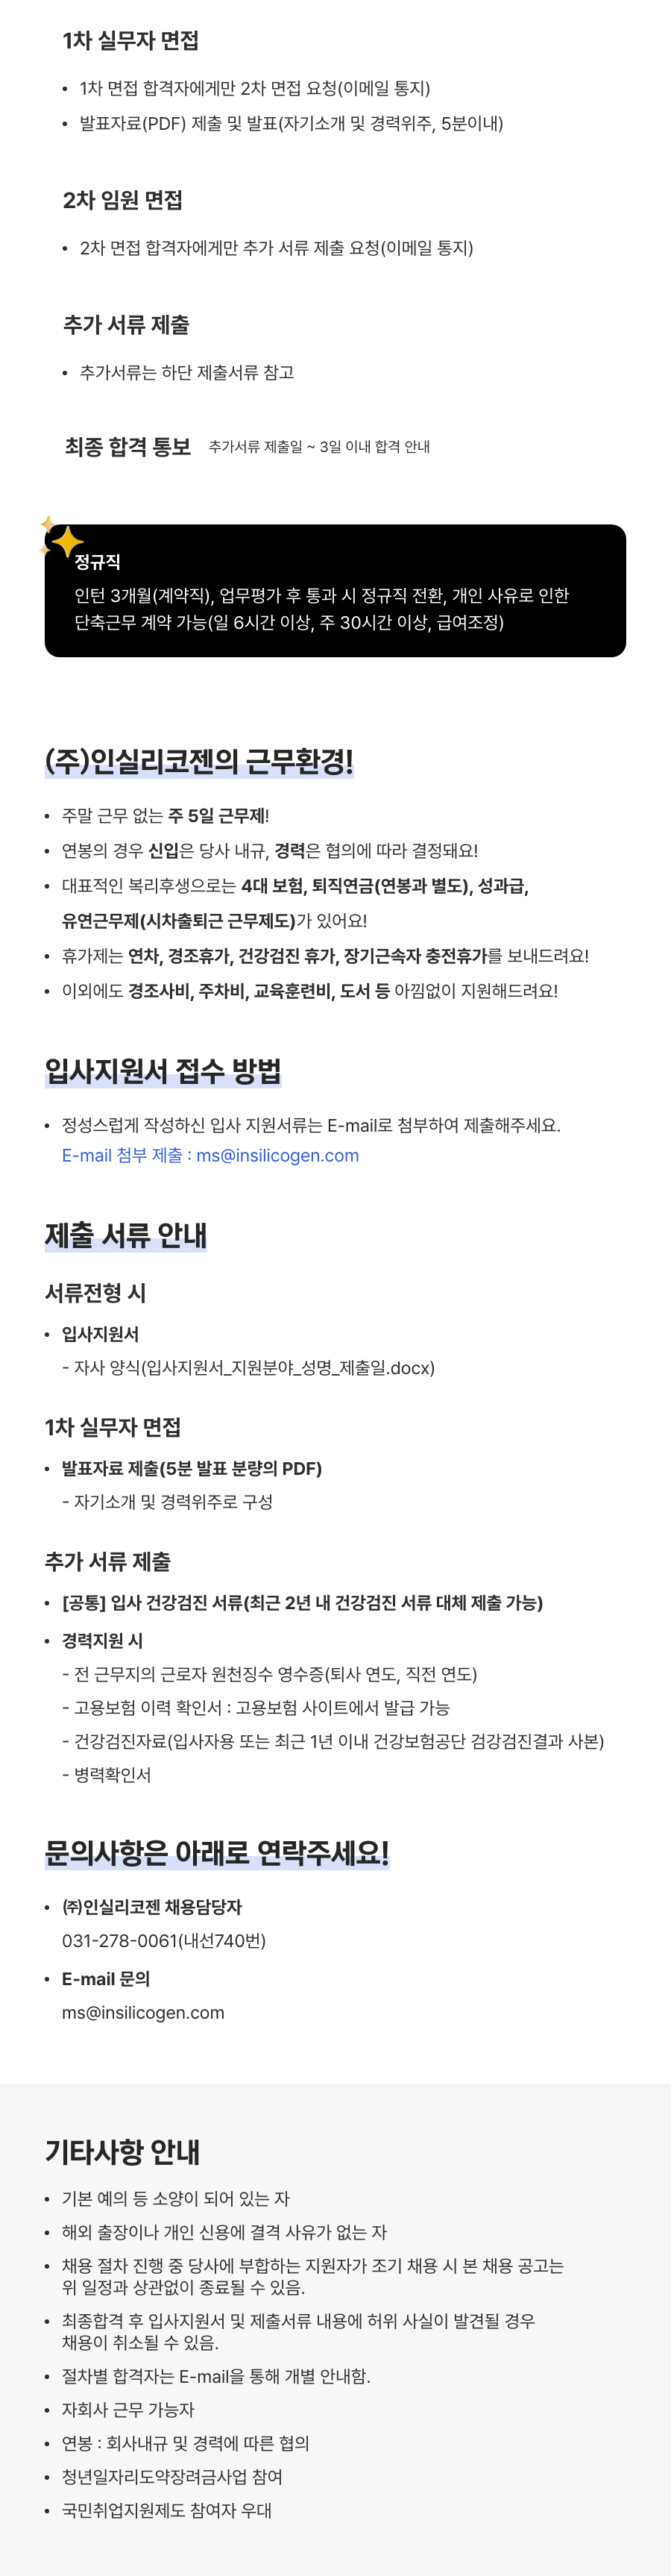 1차 실무자 면접
• 1차 면접 합격자에게만 2차 면접 요청(이메일 통지)
• 발표자료(PDF) 제출 및 발표(자기소개 및 경력위주, 5분이내)
2차 임원 면접
• 2차 면접 합격자에게만 추가 서류 제출 요청(이메일 통지)
추가 서류 제출
• 추가서류는 하단 제출서류 참고
최종 합격 통보 추가서류 제출일 ~ 3일 이내 합격 안내
정규직
인턴 3개월(계약직), 업무평가 후 통과 시 정규직 전환, 개인 사유로 인한
단축근무 계약 가능(일 6시간 이상, 주 30시간 이상, 급여조정)
(주)인실리코젠의 근무환경!
• 주말 근무 없는 주 5일 근무제!
• 연봉의 경우 신입은 당사 내규, 경력은 협의에 따라 결정돼요!
• 대표적인 복리후생으로는 4대 보험, 퇴직연금(연봉과 별도), 성과급,
유연근무제(시차출퇴근 근무제도)가 있어요!
• 휴가제는 연차, 경조휴가, 건강검진 휴가, 장기근속자 충전휴가를 보내드려요!
• 이외에도 경조사비, 주차비, 교육훈련비, 도서 등 아낌없이 지원해드려요!
입사지원서 접수 방법
• 정성스럽게 작성하신 입사 지원서류는 E-mail로 첨부하여 제출해주세요.
E-mail 첨부 제출 : ms@insilicogen.com
제출 서류 안내
서류전형 시
• 입사지원서
- 자사 양식(입사지원서_지원분야_성명_제출일.docx)
1차 실무자 면접
• 발표자료 제출(5분 발표 분량의 PDF)
- 자기소개 및 경력위주로 구성
추가 서류 제출
• [공통] 입사 건강검진 서류(최근 2년 내 건강검진 서류 대체 제출 가능)
• 경력지원 시
- 전 근무지의 근로자 원천징수 영수증(퇴사 연도, 직전 연도)
- 고용보험 이력 확인서 : 고용보험 사이트에서 발급 가능
- 건강검진자료(입사자용 또는 최근 1년 이내 건강보험공단 검강검진결과 사본)
- 병력확인서
문의사항은 아래로 연락주세요!
• ㈜인실리코젠 채용담당자
031-278-0061(내선740번)
• E-mail 문의
ms@insilicogen.com
기타사항 안내
• 기본 예의 등 소양이 되어 있는 자
• 해외 출장이나 개인 신용에 결격 사유가 없는 자
• 채용 절차 진행 중 당사에 부합하는 지원자가 조기 채용 시 본 채용 공고는
위 일정과 상관없이 종료될 수 있음.
• 최종합격 후 입사지원서 및 제출서류 내용에 허위 사실이 발견될 경우
채용이 취소될 수 있음.
• 절차별 합격자는 E-mail을 통해 개별 안내함.
• 자회사 근무 가능자
• 연봉 : 회사내규 및 경력에 따른 협의
• 청년일자리도약장려금사업 참여
• 국민취업지원제도 참여자 우대